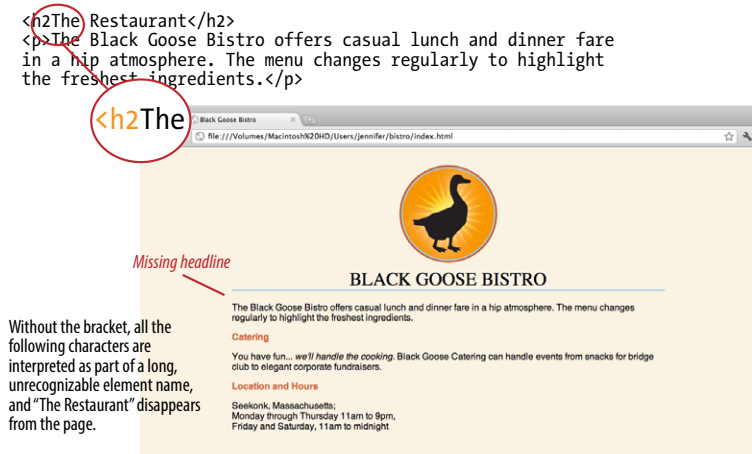 <h2The Restaurant</h2>
<p>The Black Goose Bistro offers casual lunch and dinner fare
in a hip atmosphere. The menu changes regularly to highlight
the freshest ingredients.</p>
<h2The
Black Goose Bistro
file:///Volumes/Macintosh%20HD/Users/jennifer/bistro/index.html
Missing headline
BLACK GOOSE BISTRO
The Black Goose Bistro offers casual lunch and dinner fare in a hip atmosphere. The menu changes
regularly to highlight the freshest ingredients.
Catering
You have fun... we'll handle the cooking. Black Goose Catering can handle events from snacks for bridge
club to elegant corporate fundraisers.
Location and Hours
Seekonk, Massachusetts;
Monday through Thursday 11am to 9pm,
Friday and Saturday, 11am to midnight
Without the bracket, all the
following characters are
interpreted as part of a long,
unrecognizable element name,
and “The Restaurant” disappears
from the page.